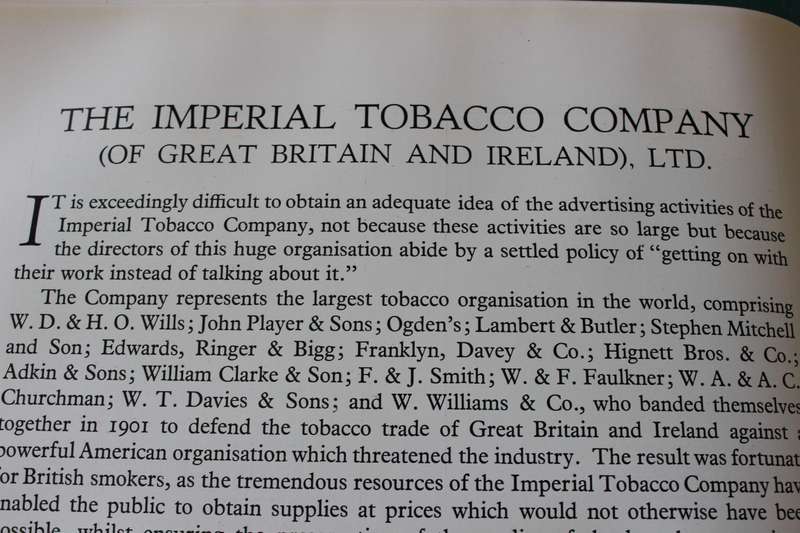 THE IMPERIAL TOBACCO COMPANY
(OF GREAT BRITAIN AND IRELAND), LTD.
IT is exceedingly difficult to obtain an adequate idea of the advertising activities of the
Imperial Tobacco Company, not because these activities are so large but because
the directors of this huge organisation abide by a settled policy of “getting on with
their work instead of talking about it.”
The Company represents the largest tobacco organisation in the world, comprising
W. D. & H. O. Wills; John Player & Sons; Ogden's; Lambert & Butler; Stephen Mitchell
and Son; Edwards, Ringer & Bigg; Franklyn, Davey & Co.; Hignett Bros. & Co.;
Adkin & Sons; William Clarke & Son; F. & J. Smith; W. & F. Faulkner; W. A. & A. C.
Churchman; W. T. Davies & Sons; and W. Williams & Co., who banded themselves
together in 1901 to defend the tobacco trade of Great Britain and Ireland against
powerful American organisation which threatened the industry. The result was fortunat
for British smokers, as the tremendous resources of the Imperial Tobacco Company hav
nabled the public to obtain supplies at prices which would not otherwise have bee
ossible, whilst ensuring the